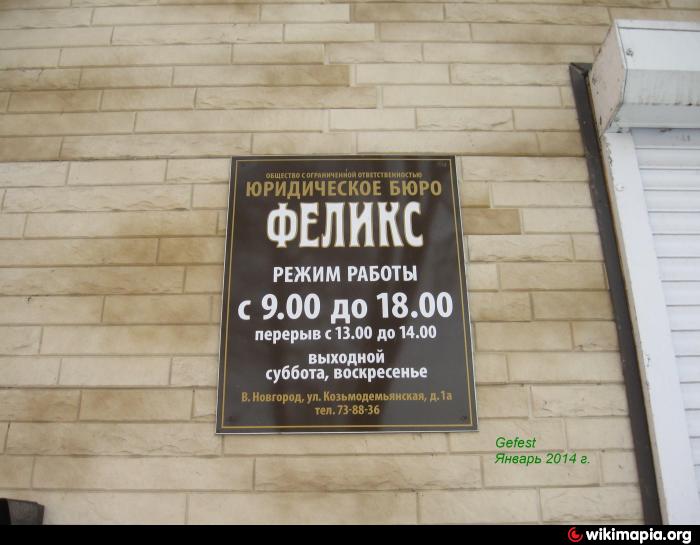 ОБЩЕСТВО С ОГРАНИЧЕННОЙ ОТВЕТСТВЕННОСТЬЮ
ЮРИДИЧЕСКОЕ БЮРО
ФЕЛИКС
РЕЖИМ РАБОТЫ
с 9.00 до 18.00
перерыв с 13.00 до 14.00
выходной
суббота, воскресенье
В. Новгород, ул. Козьмодемьянская, д. 1а
тел. 73-88-36
Gefest
Январь 2014 г.
wikimapia.org